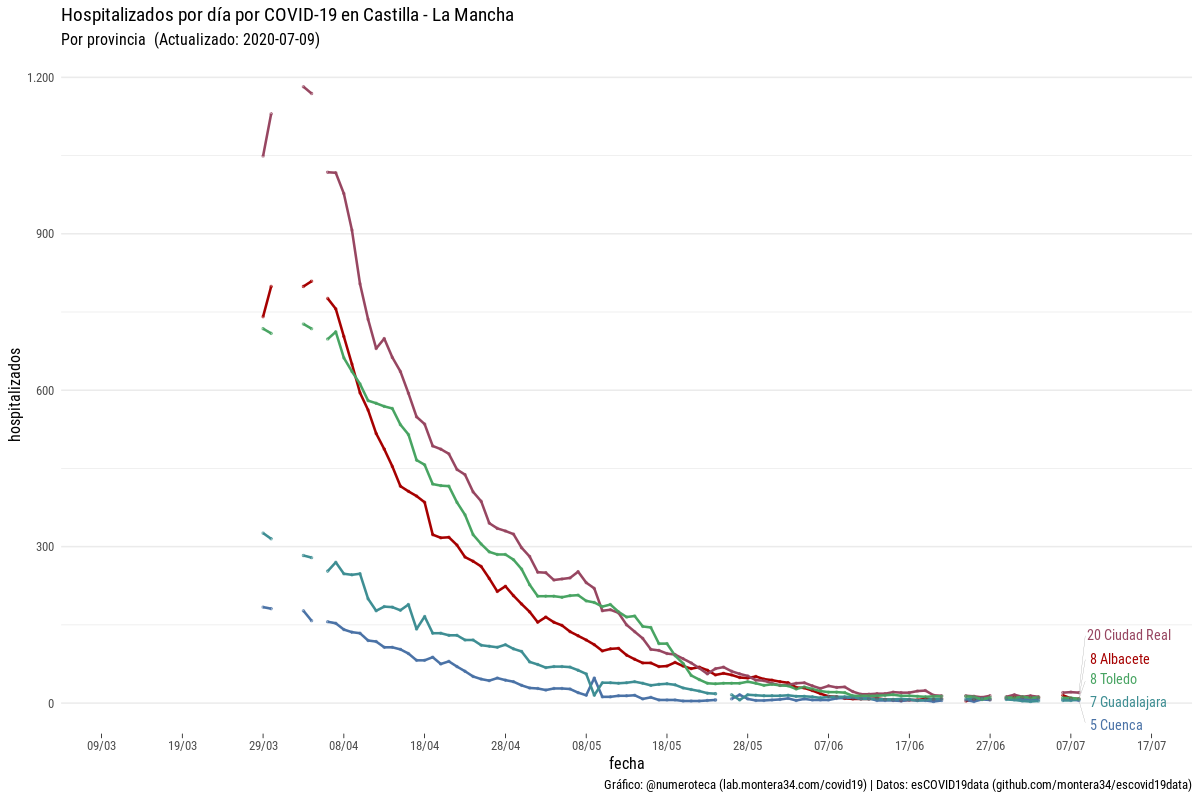 Hospitalizados por día por COVID-19 en Castilla - La Mancha
Por provincia (Actualizado: 2020-07-09)
hospitalizados
1.200
900
600
300
0
20 Ciudad Real
8 Albacete
8 Toledo
7 Guadalajara
5 Cuenca
09/03 19/03 29/03 08/04 18/04 28/04 08/05 18/05 28/05 07/06 17/06 27/06 07/07 17/07
fecha
Gráfico: @numeroteca (lab.montera34.com/covid19) | Datos: esCOVID19data (github.com/montera34/escovid19data)